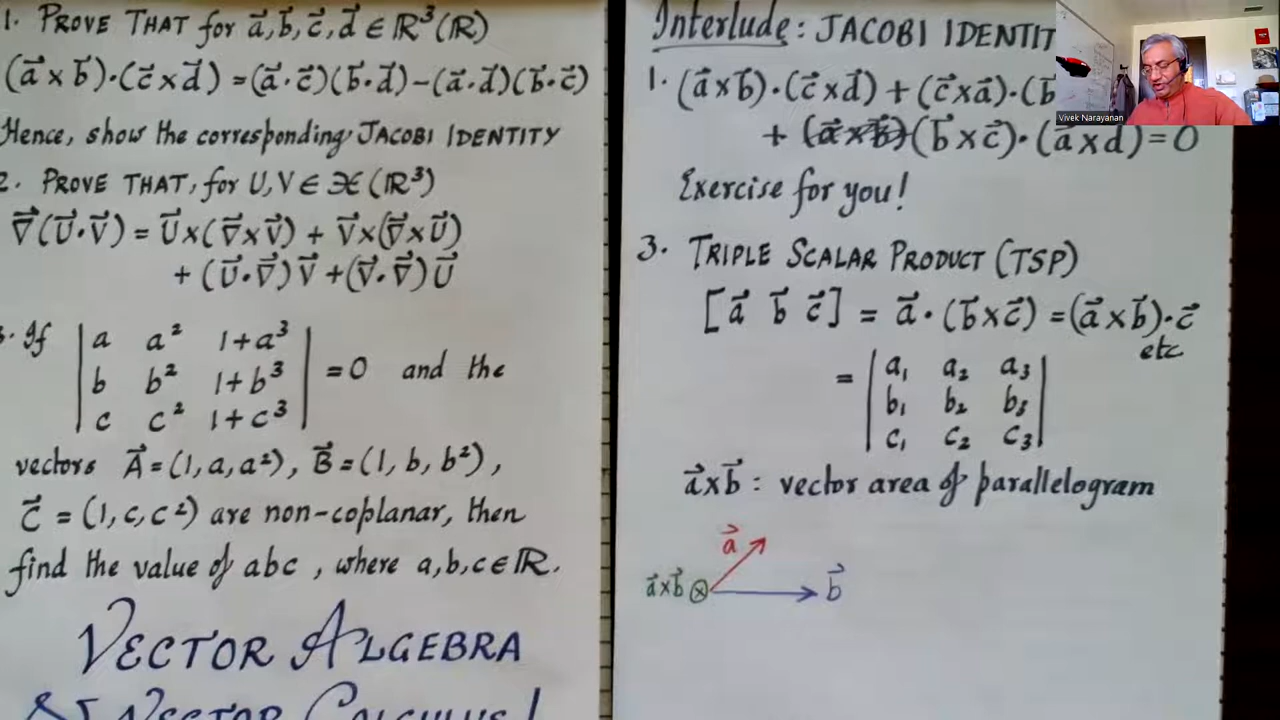 1. PROVE THAT for a⃗, b⃗, c⃗, d⃗ ∈ ℝ³(ℝ)
(a⃗ × b⃗)·(c⃗ × d⃗) = (a⃗·c⃗)(b⃗·d⃗) − (a⃗·d⃗)(b⃗·c⃗)
Hence, show the corresponding JACOBI IDENTITY
2. PROVE THAT, for U, V ∈ 𝔛(ℝ³)
∇⃗(U⃗·V⃗) = U⃗×(∇⃗×V⃗) + V⃗×(∇⃗×U⃗)
+ (U⃗·∇⃗)V⃗ + (V⃗·∇⃗)U⃗
3. If | a a² 1+a³ |
| b b² 1+b³ | = 0 and the
| c c² 1+c³ |
vectors A⃗ = (1, a, a²), B⃗ = (1, b, b²),
C⃗ = (1, c, c²) are non-coplanar, then
find the value of abc, where a, b, c ∈ ℝ.
VECTOR ALGEBRA
& VECTOR CALCULUS!
Interlude: JACOBI IDENTIT
1. (a⃗×b⃗)·(c⃗×d⃗) + (c⃗×a⃗)·(b⃗
+ (a⃗×b⃗)(b⃗×c⃗)·(a⃗×d⃗) = 0
Exercise for you!
3. TRIPLE SCALAR PRODUCT (TSP)
[a⃗ b⃗ c⃗] = a⃗·(b⃗×c⃗) = (a⃗×b⃗)·c⃗
etc
= | a₁ a₂ a₃ |
| b₁ b₂ b₃ |
| c₁ c₂ c₃ |
a⃗×b⃗ : vector area of parallelogram
a⃗
a⃗×b⃗ ⊗ b⃗
Vivek Narayanan